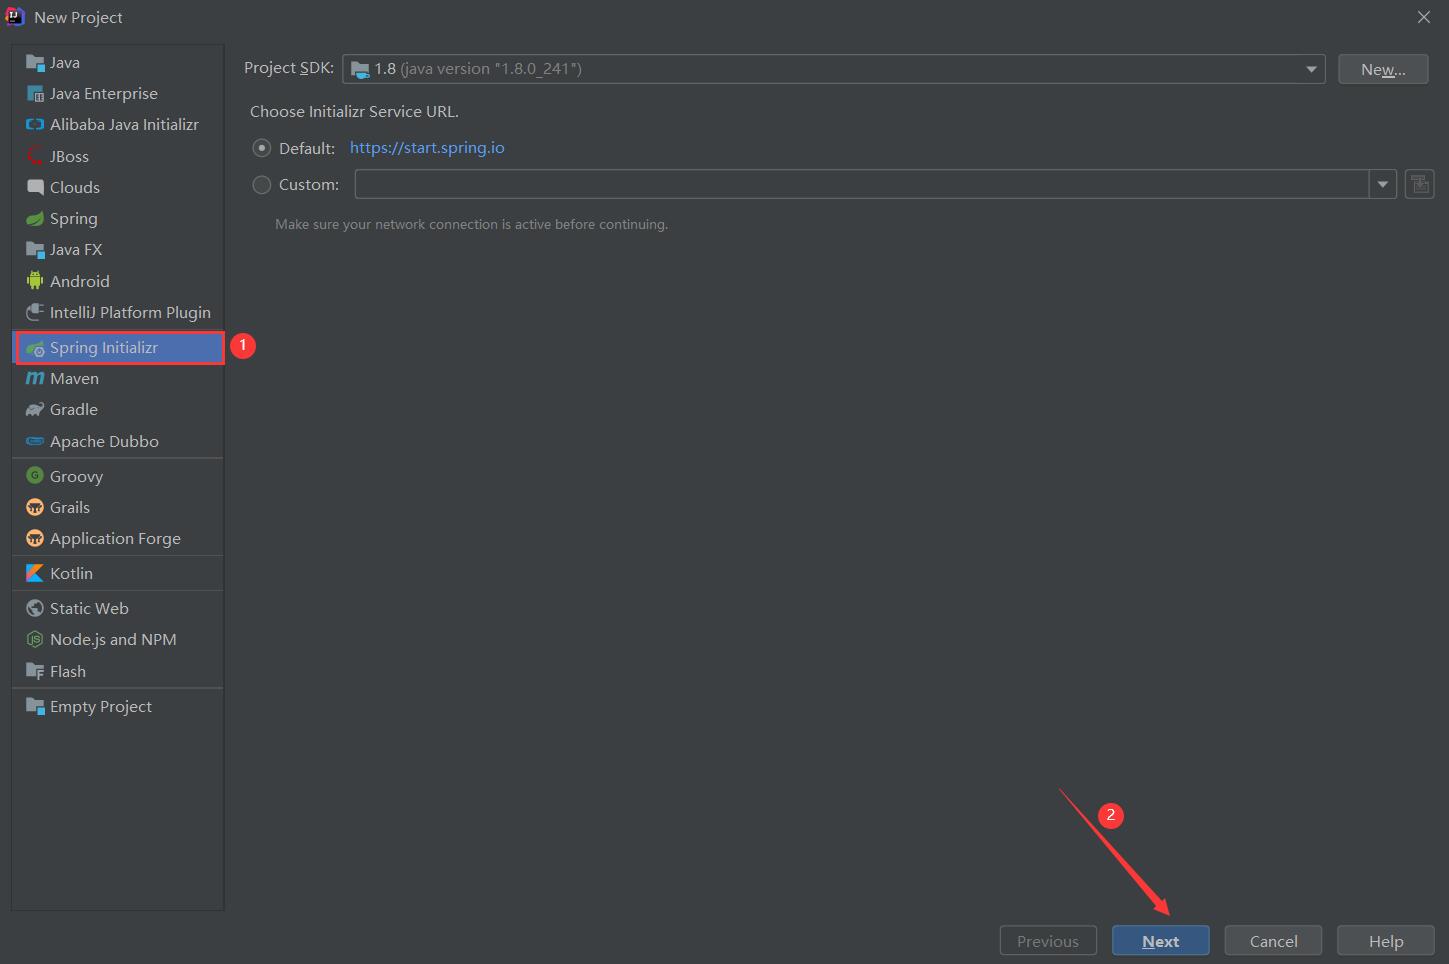 New Project
Java
Java Enterprise
Alibaba Java Initializr
JBoss
Clouds
Spring
Java FX
Android
IntelliJ Platform Plugin
Spring Initializr
1
Maven
Gradle
Apache Dubbo
Groovy
Grails
Application Forge
Kotlin
Static Web
Node.js and NPM
Flash
Empty Project
Project SDK: 1.8 (java version "1.8.0_241") New...
Choose Initializr Service URL.
Default: https://start.spring.io
Custom:
Make sure your network connection is active before continuing.
2
Previous Next Cancel Help